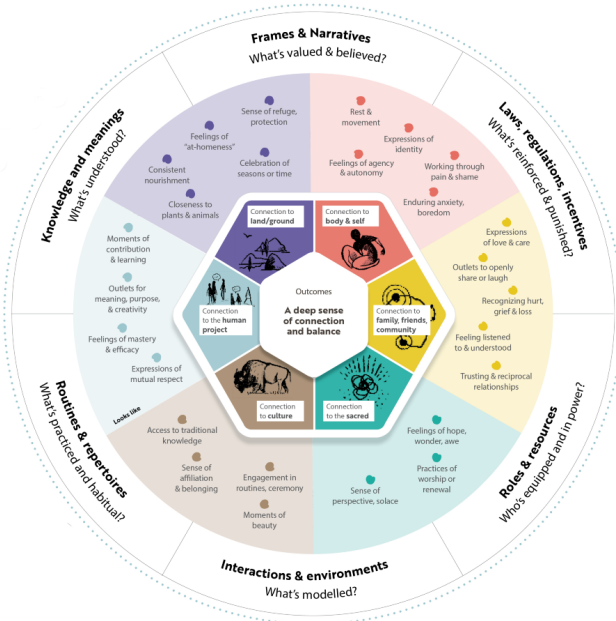 Frames & Narratives
What's valued & believed?
Laws, regulations, incentives
What's reinforced & punished?
Roles & resources
Who's equipped and in power?
Interactions & environments
What's modelled?
Routines & repertoires
What's practiced and habitual?
Knowledge and meanings
What's understood?
Sense of refuge,
protection
Feelings of
"at-homeness"
Consistent
nourishment
Celebration of
seasons or time
Closeness to
plants & animals
Rest &
movement
Expressions of
identity
Feelings of agency
& autonomy
Working through
pain & shame
Enduring anxiety,
boredom
Expressions
of love & care
Outlets to openly
share or laugh
Recognizing hurt,
grief & loss
Feeling listened
to & understood
Trusting & reciprocal
relationships
Feelings of hope,
wonder, awe
Practices of
worship or
renewal
Sense of
perspective, solace
Access to traditional
knowledge
Sense of
affiliation
& belonging
Engagement in
routines, ceremony
Moments of
beauty
Looks like
Moments of
contribution
& learning
Outlets for
meaning, purpose,
& creativity
Feelings of mastery
& efficacy
Expressions of
mutual respect
Connection to
land/ground
Connection to
body & self
Connection to
family, friends,
community
Connection
to the sacred
Connection
to culture
Connection
to the human
project
Outcomes
A deep sense
of connection
and balance